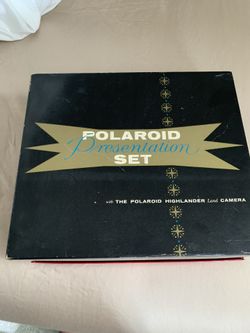 POLAROID
Presentation
SET
with THE POLAROID HIGHLANDER Land CAMERA